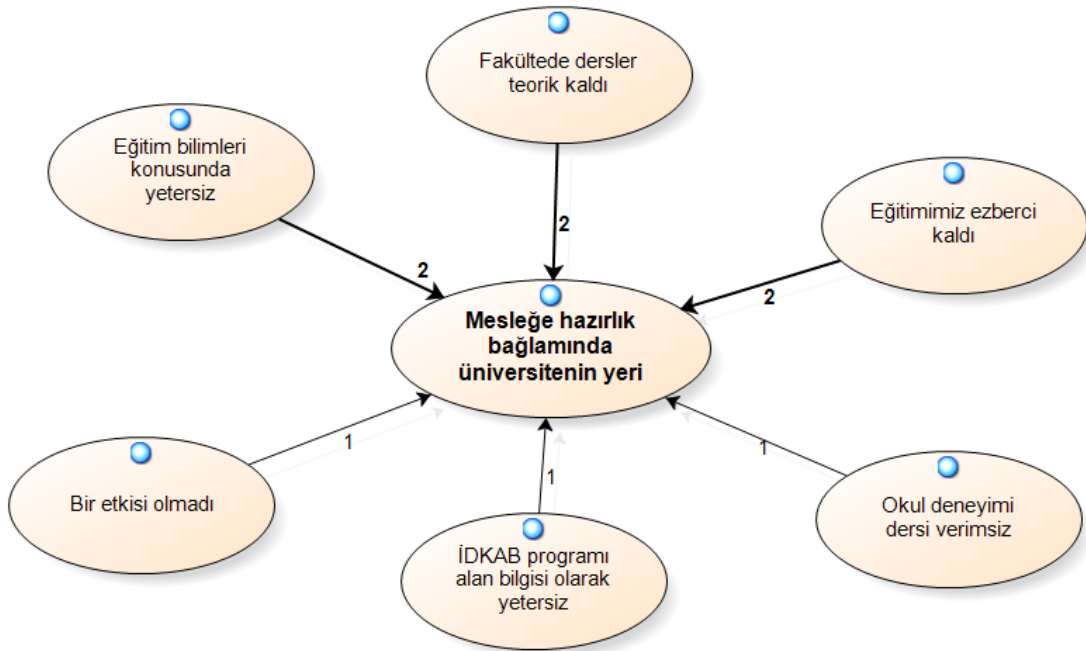 Fakültede dersler
teorik kaldı
Eğitim bilimleri
konusunda
yetersiz
Eğitimimiz ezberci
kaldı
2
2
2
Mesleğe hazırlık
bağlamında
üniversitenin yeri
1
1
1
Bir etkisi olmadı
İDKAB programı
alan bilgisi olarak
yetersiz
Okul deneyimi
dersi verimsiz